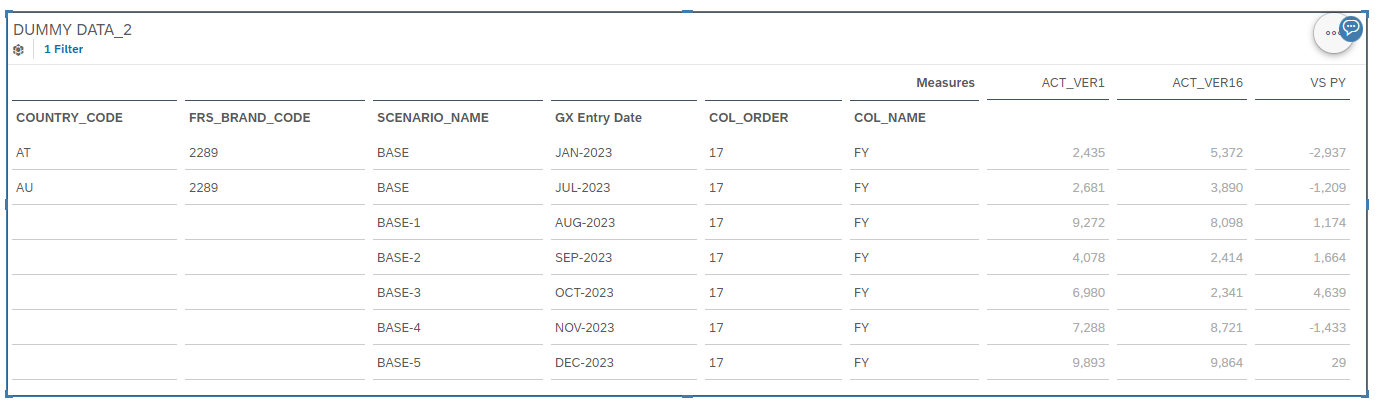 DUMMY DATA_2
1 Filter
Measures ACT_VER1 ACT_VER16 VS PY
COUNTRY_CODE FRS_BRAND_CODE SCENARIO_NAME GX Entry Date COL_ORDER COL_NAME
AT 2289 BASE JAN-2023 17 FY 2,435 5,372 -2,937
AU 2289 BASE JUL-2023 17 FY 2,681 3,890 -1,209
BASE-1 AUG-2023 17 FY 9,272 8,098 1,174
BASE-2 SEP-2023 17 FY 4,078 2,414 1,664
BASE-3 OCT-2023 17 FY 6,980 2,341 4,639
BASE-4 NOV-2023 17 FY 7,288 8,721 -1,433
BASE-5 DEC-2023 17 FY 9,893 9,864 29